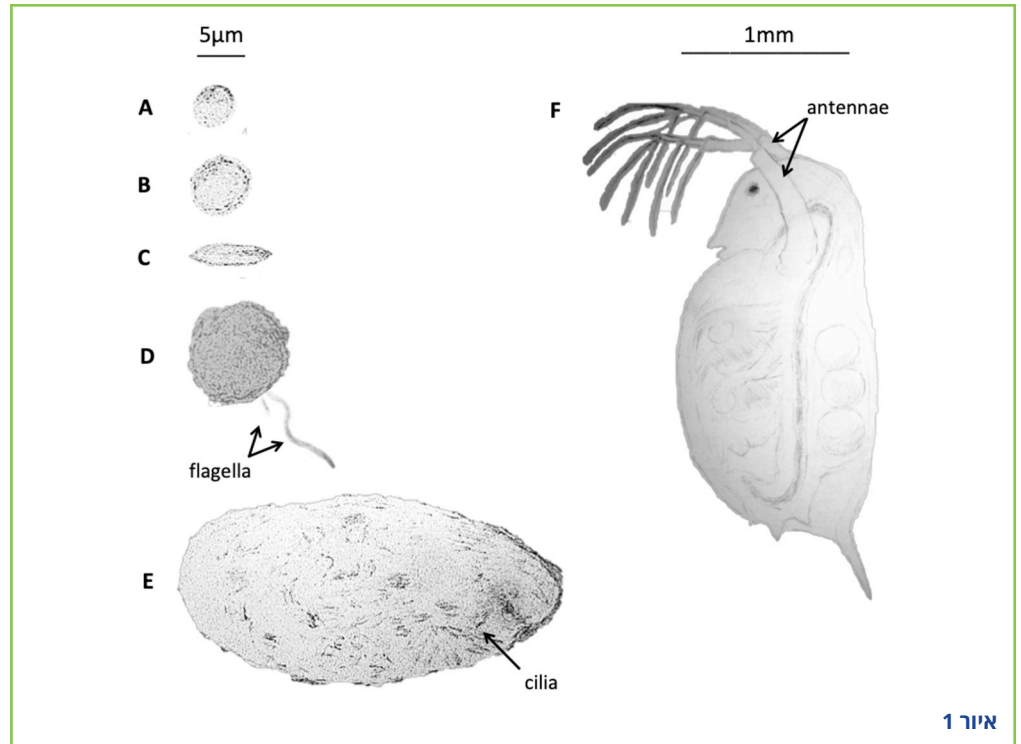 5µm
A
B
C
D
flagella
E
cilia
1mm
F
antennae
איור 1